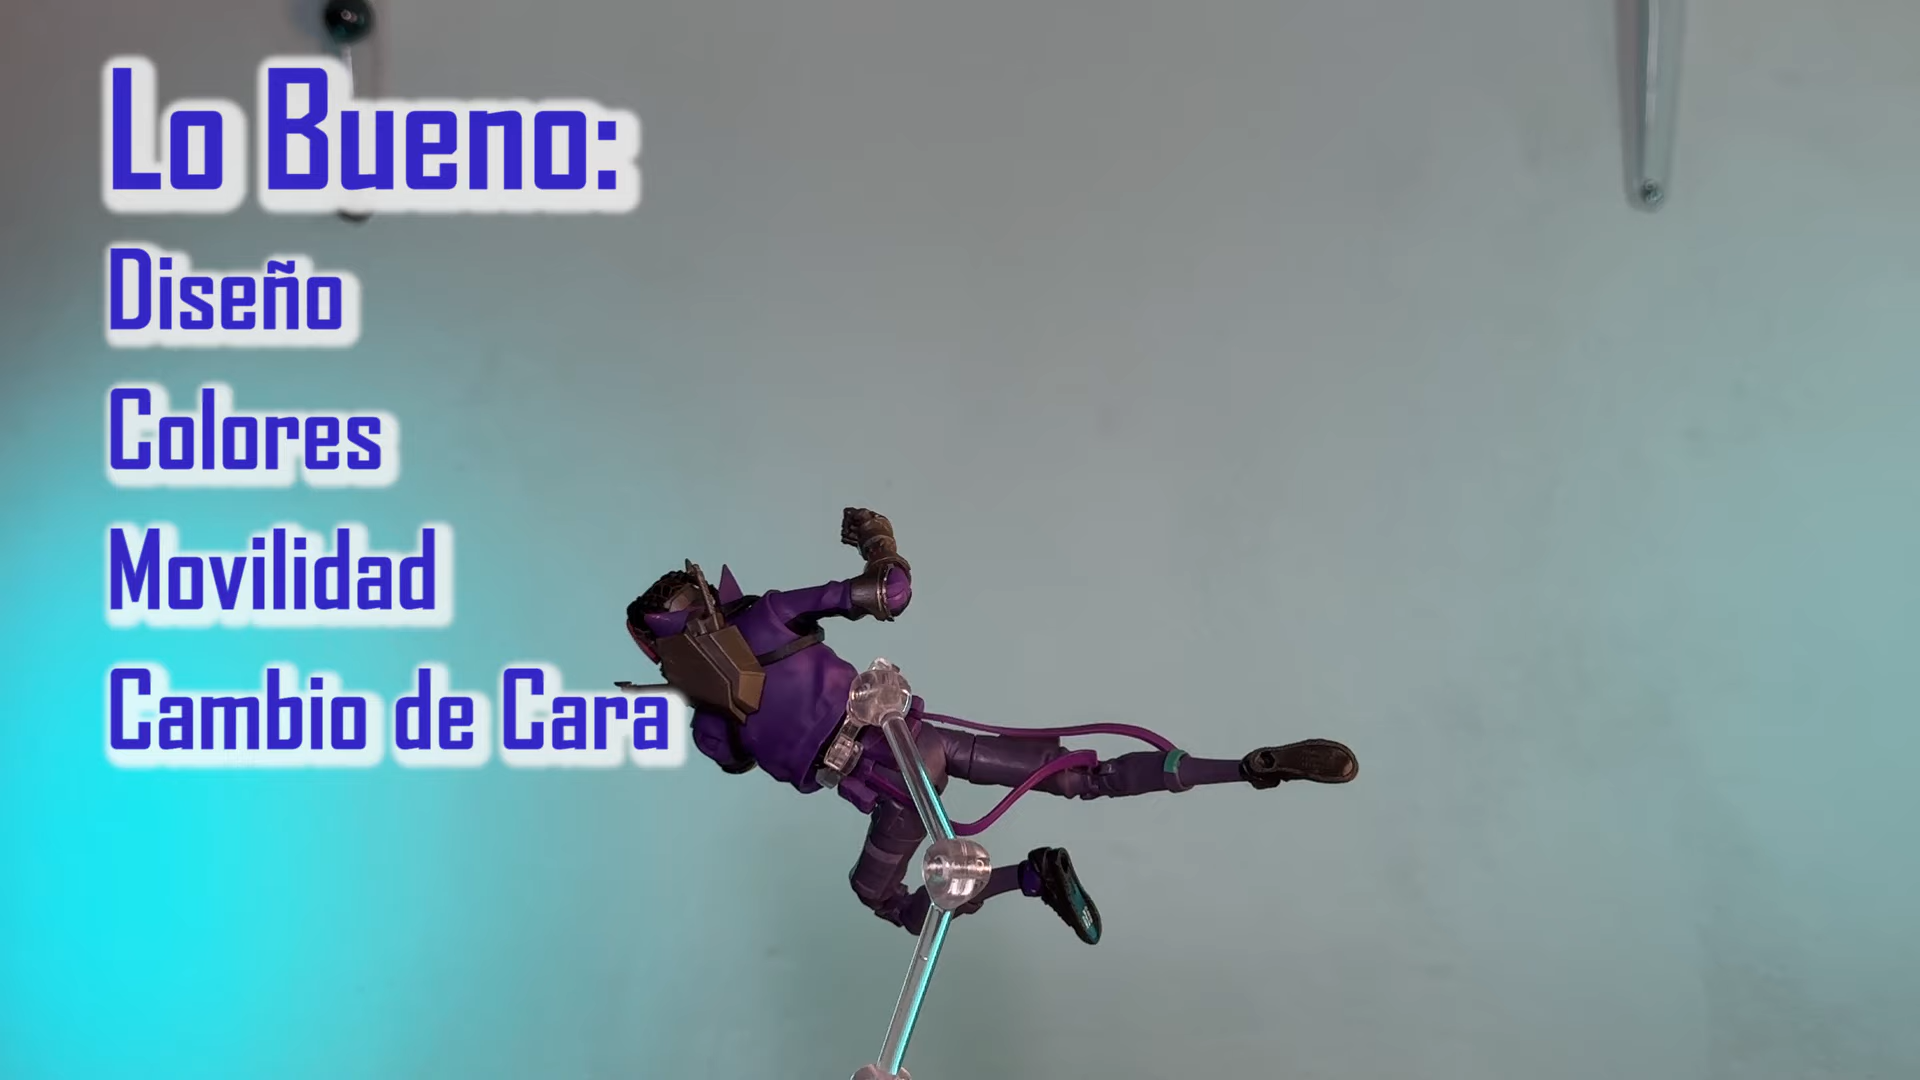 Lo Bueno:
Diseño
Colores
Movilidad
Cambio de Cara